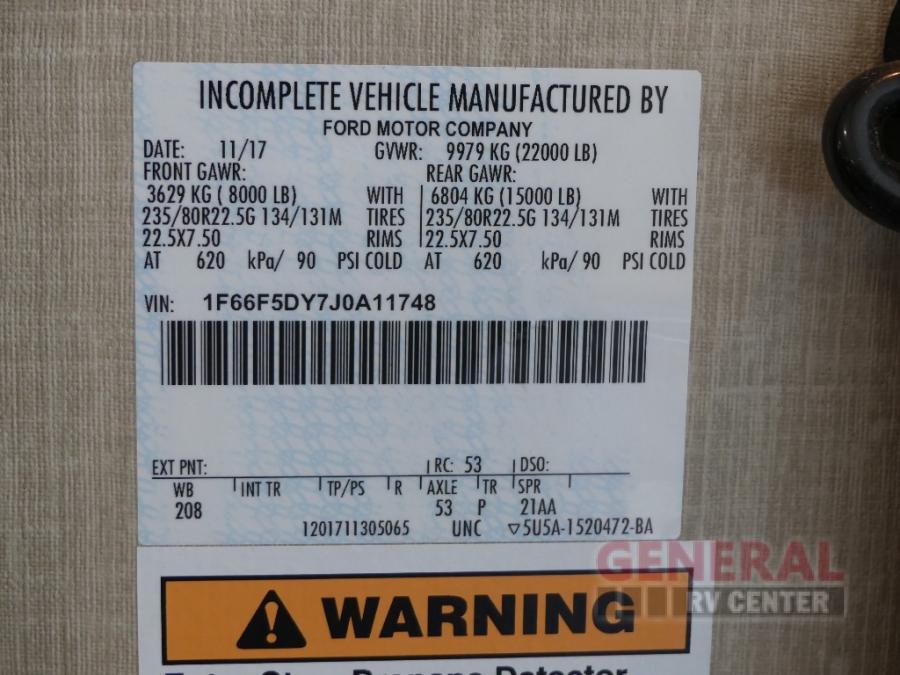 INCOMPLETE VEHICLE MANUFACTURED BY
FORD MOTOR COMPANY
DATE: 11/17 GVWR: 9979 KG (22000 LB)
FRONT GAWR: REAR GAWR:
3629 KG ( 8000 LB) WITH 6804 KG (15000 LB) WITH
235/80R22.5G 134/131M TIRES 235/80R22.5G 134/131M TIRES
22.5X7.50 RIMS 22.5X7.50 RIMS
AT 620 kPa/ 90 PSI COLD AT 620 kPa/ 90 PSI COLD
VIN: 1F66F5DY7J0A11748
EXT PNT: RC: 53 DSO:
WB INT TR TP/PS R AXLE TR SPR
208 53 P 21AA
1201711305065 UNC ▽5U5A-1520472-BA
GENERAL
RV CENTER
WARNING
Propane Detector